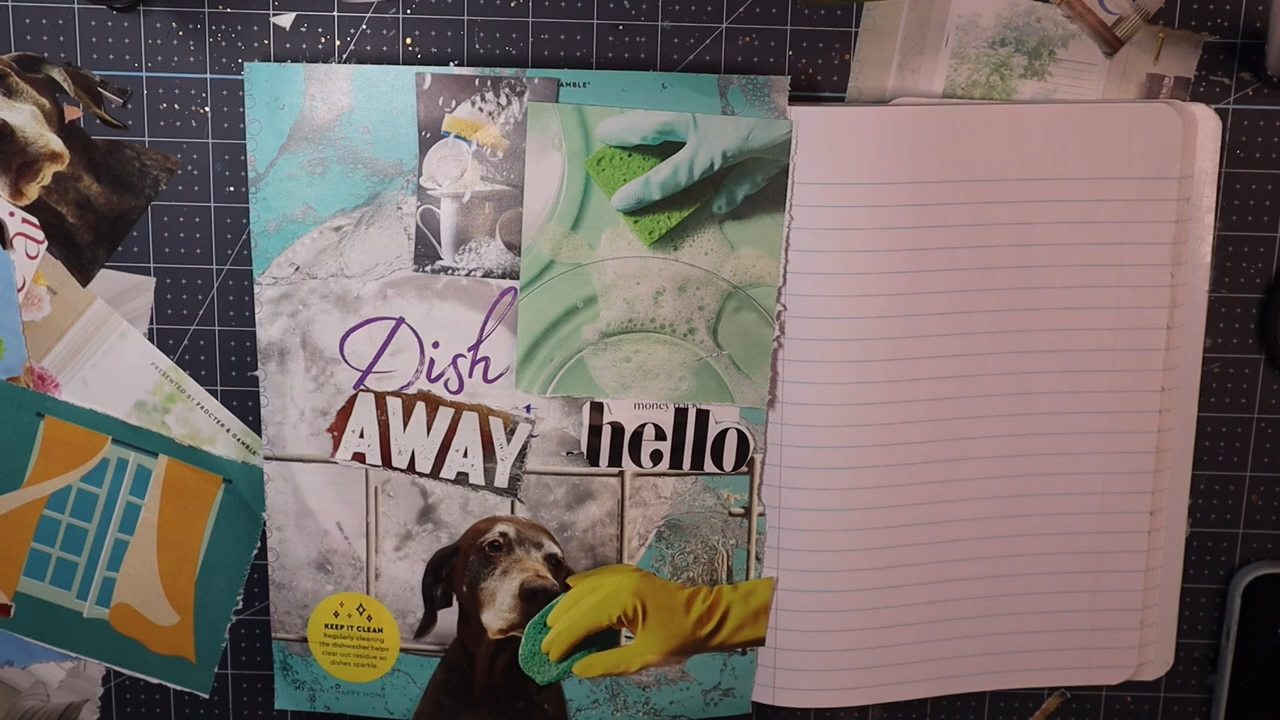 AMBLE*
Dish
AWAY
money
hello
PRESENTED BY PROCTER & GAMBLE*
KEEP IT CLEAN
Regularly cleaning
the dishwasher helps
clear out residue so
dishes sparkle.
HAPPY HOME